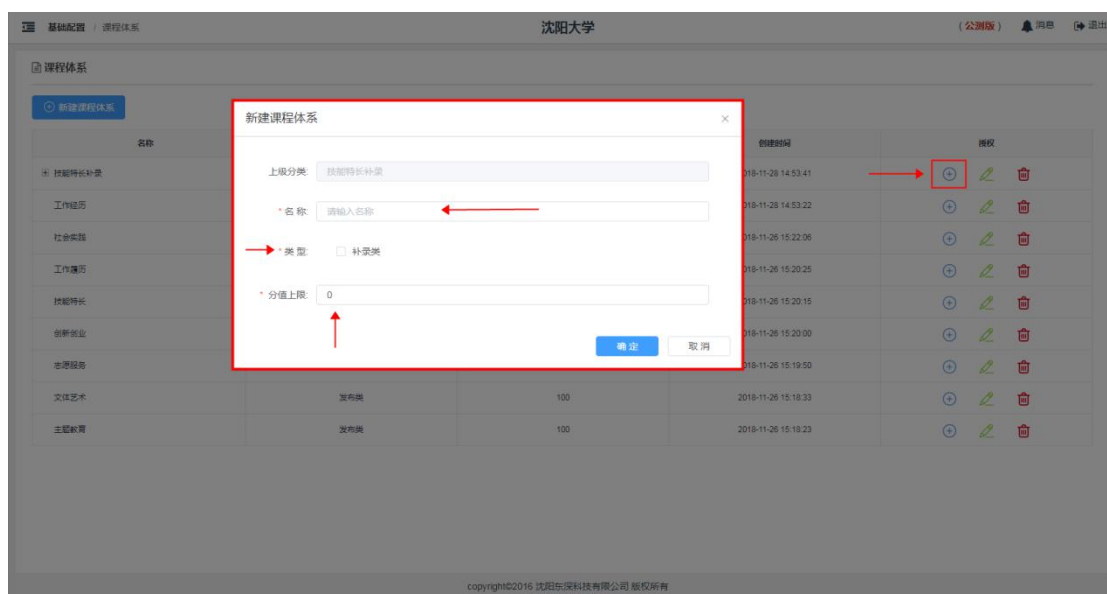 基础配置 / 课程体系
沈阳大学
(公测版)
消息
退出
课程体系
新建课程体系
名称
创建时间
授权
技能特长补录
2018-11-28 14:53:41
工作经历
2018-11-28 14:53:22
社会实践
2018-11-26 15:22:06
工作履历
2018-11-26 15:20:25
技能特长
2018-11-26 15:20:15
创新创业
2018-11-26 15:20:00
志愿服务
2018-11-26 15:19:50
文体艺术 发布类 100 2018-11-26 15:18:33
主题教育 发布类 100 2018-11-26 15:18:23
新建课程体系
上级分类: 技能特长补录
*名 称: 请输入名称
*类 型: 补录类
* 分值上限: 0
确 定
取 消
copyright©2016 沈阳东深科技有限公司 版权所有